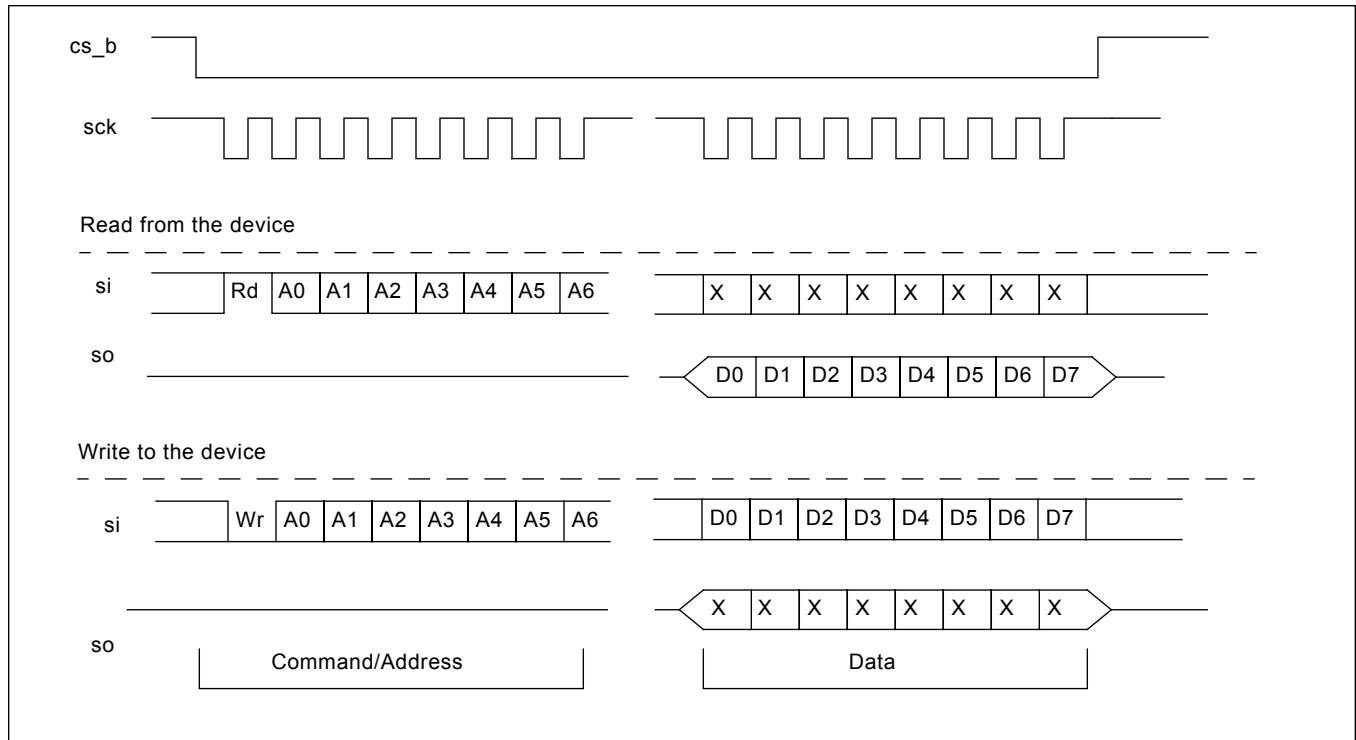 cs_b
sck
Read from the device
si Rd A0 A1 A2 A3 A4 A5 A6 X X X X X X X X
so D0 D1 D2 D3 D4 D5 D6 D7
Write to the device
si Wr A0 A1 A2 A3 A4 A5 A6 D0 D1 D2 D3 D4 D5 D6 D7
so X X X X X X X X
Command/Address Data